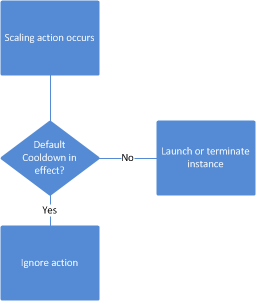 Scaling action occurs
Default
Cooldown in
effect?
No
Launch or terminate
instance
Yes
Ignore action